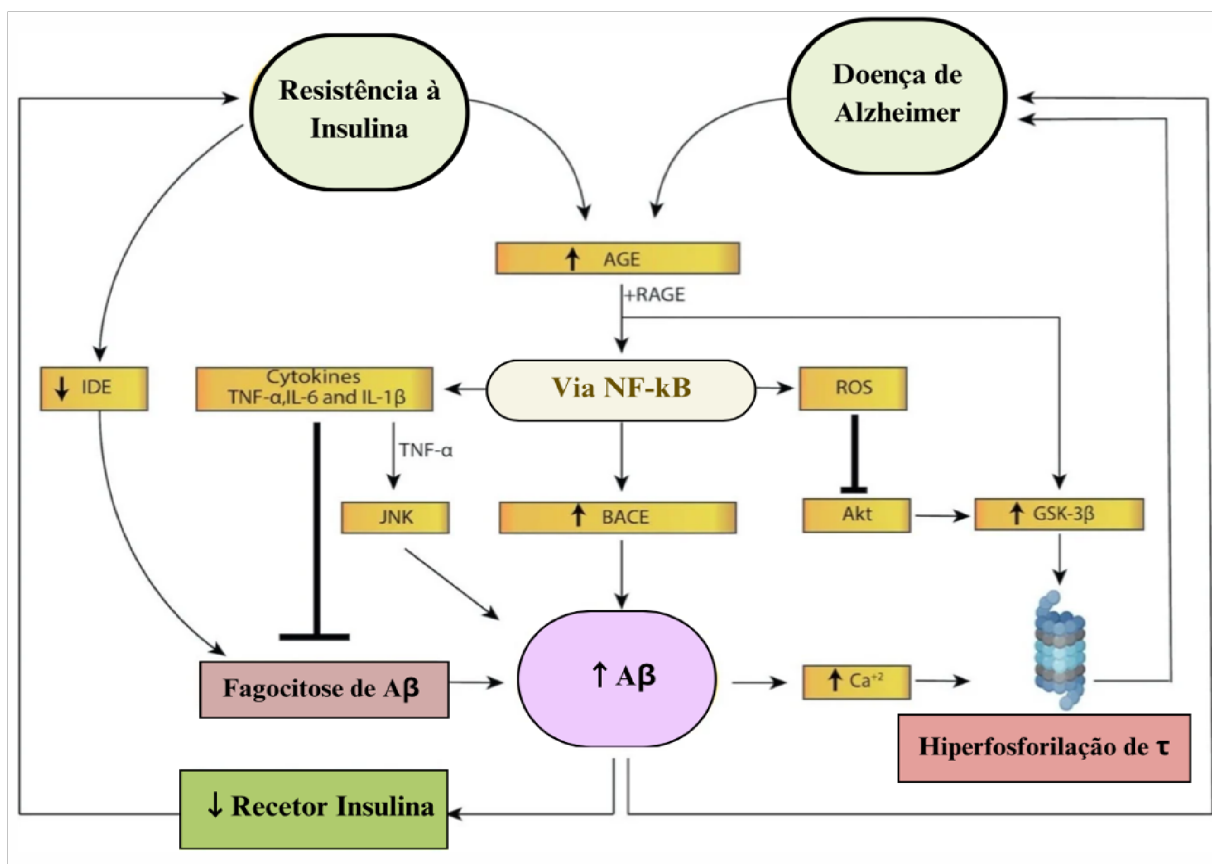 Resistência à
Insulina
Doença de
Alzheimer
↑ AGE
+RAGE
↓ IDE
Cytokines
TNF-α,IL-6 and IL-1β
Via NF-kB
ROS
TNF-α
JNK
↑ BACE
Akt
↑ GSK-3β
Fagocitose de Aβ
↑ Aβ
↑ Ca⁺²
Hiperfosforilação de τ
↓ Recetor Insulina